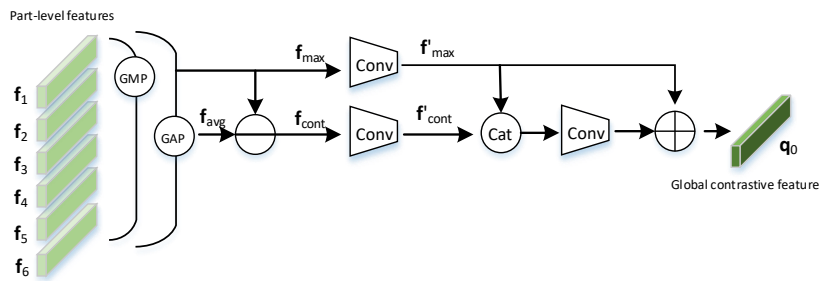 Part-level features
f1
f2
f3
f4
f5
f6
GMP
GAP
fmax
favg
fcont
Conv
Conv
f'max
f'cont
Cat
Conv
q0
Global contrastive feature